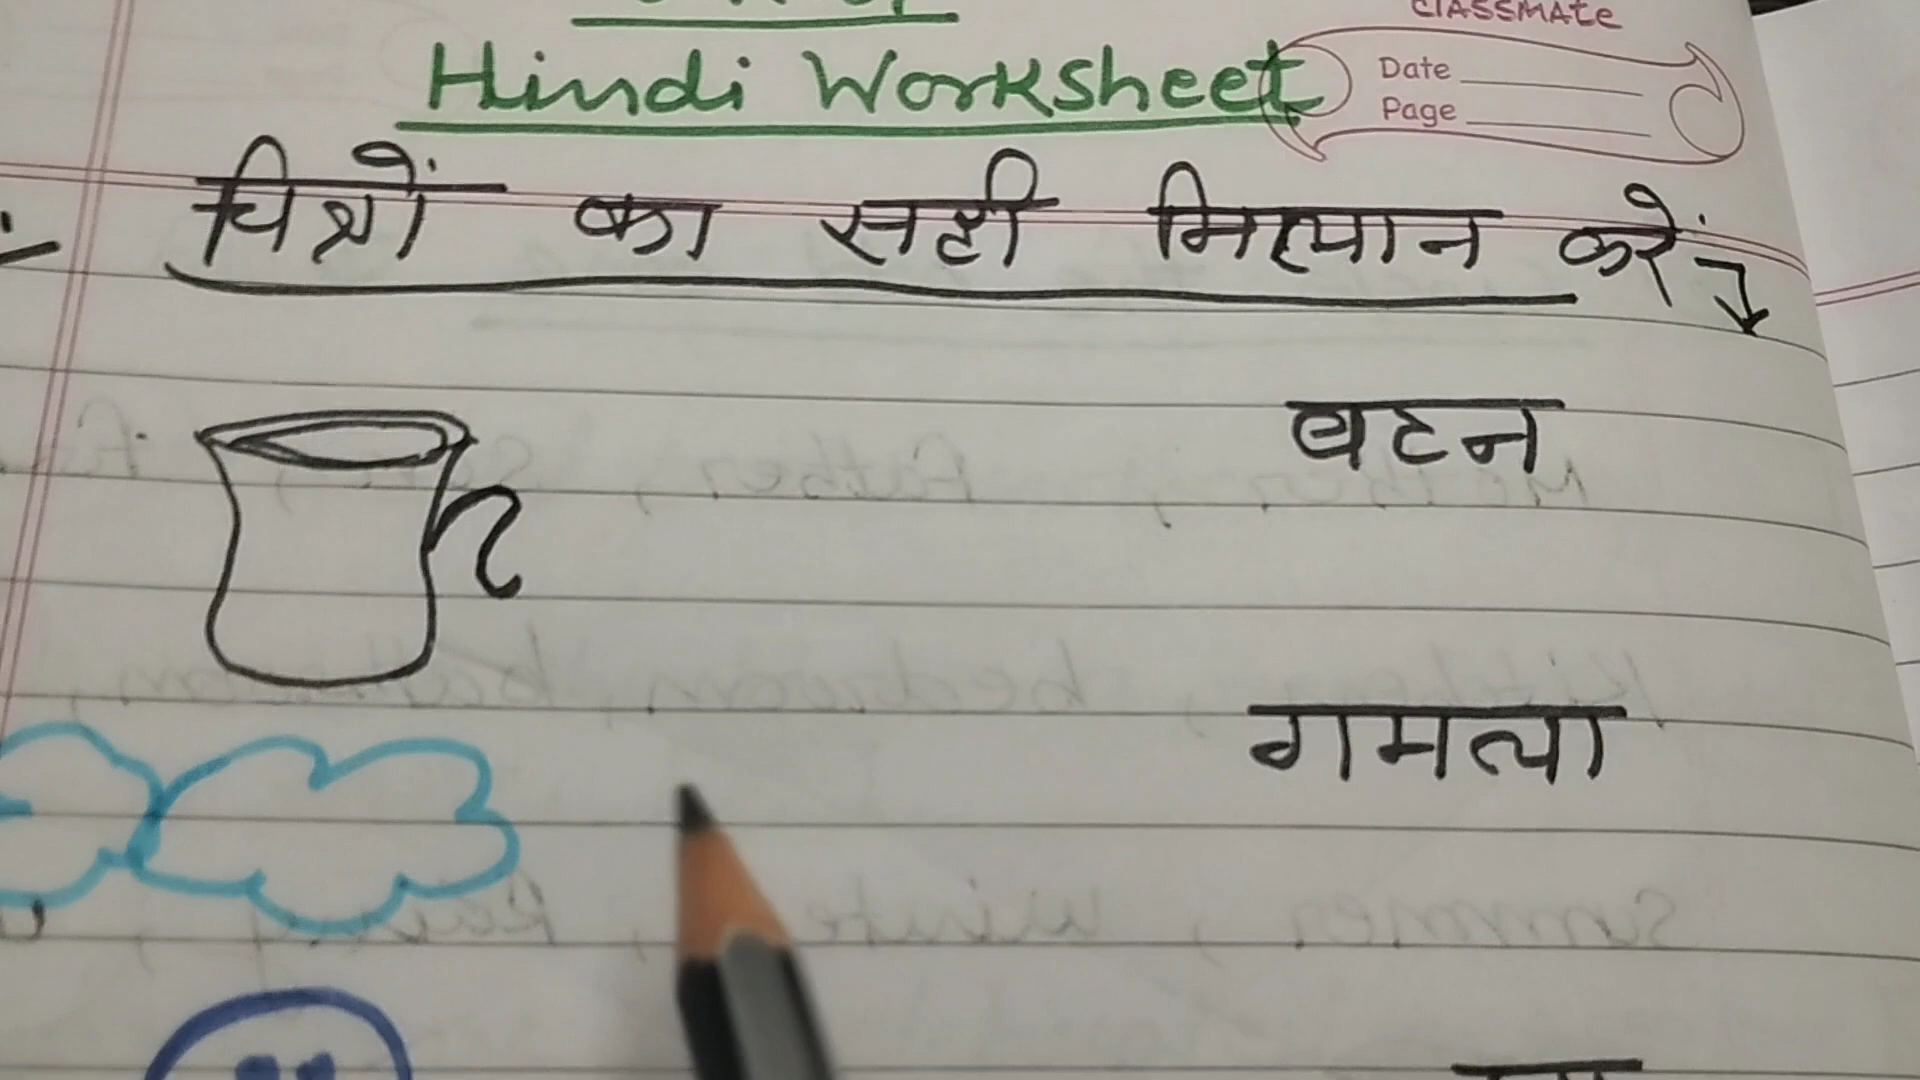 Hindi Worksheet
CLASSMATE
Date
Page
चित्रों का सही मिलान करें
बटन
गमला